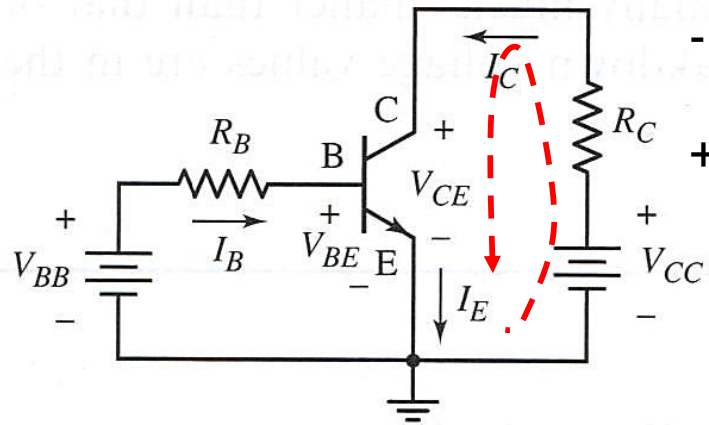 -
I_C
C
R_B
+
R_C
B
+
V_CE
+
+
+
V_BB
I_B
V_BE
E
-
V_CC
-
I_E
-
-